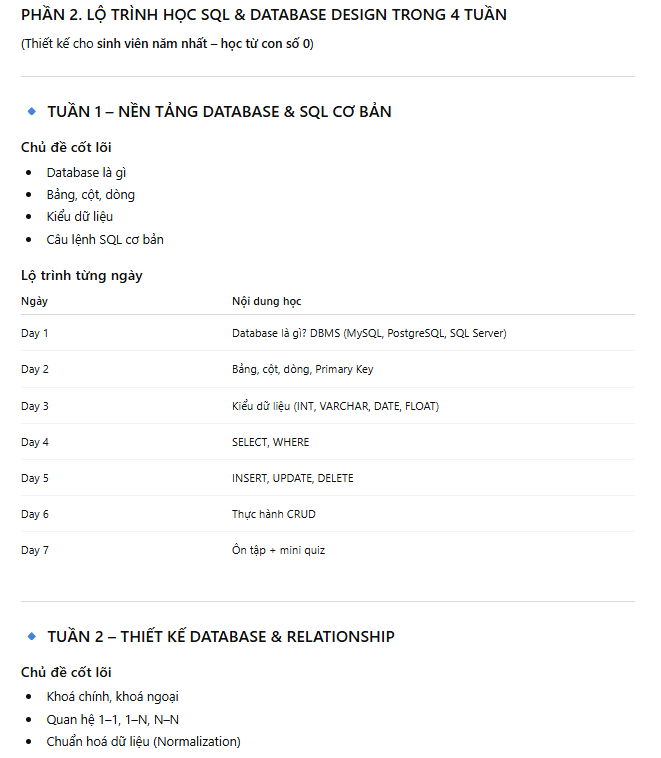 PHẦN 2. LỘ TRÌNH HỌC SQL & DATABASE DESIGN TRONG 4 TUẦN
(Thiết kế cho sinh viên năm nhất – học từ con số 0)
TUẦN 1 – NỀN TẢNG DATABASE & SQL CƠ BẢN
Chủ đề cốt lõi
Database là gì
Bảng, cột, dòng
Kiểu dữ liệu
Câu lệnh SQL cơ bản
Lộ trình từng ngày
Ngày Nội dung học
Day 1 Database là gì? DBMS (MySQL, PostgreSQL, SQL Server)
Day 2 Bảng, cột, dòng, Primary Key
Day 3 Kiểu dữ liệu (INT, VARCHAR, DATE, FLOAT)
Day 4 SELECT, WHERE
Day 5 INSERT, UPDATE, DELETE
Day 6 Thực hành CRUD
Day 7 Ôn tập + mini quiz
TUẦN 2 – THIẾT KẾ DATABASE & RELATIONSHIP
Chủ đề cốt lõi
Khoá chính, khoá ngoại
Quan hệ 1–1, 1–N, N–N
Chuẩn hoá dữ liệu (Normalization)